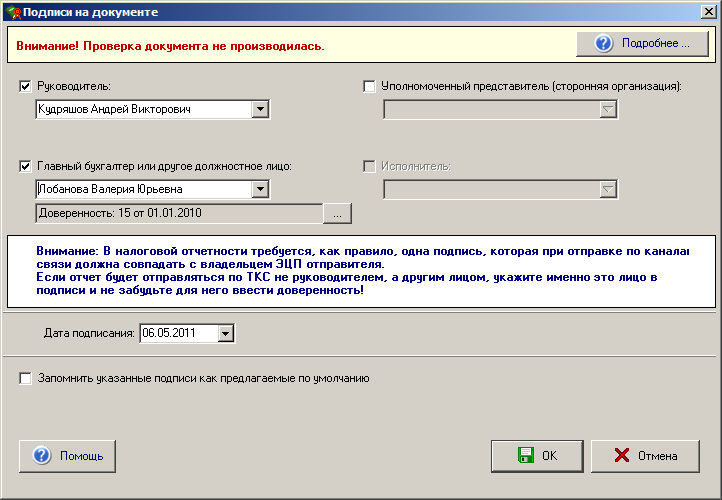 Подписи на документе
Внимание! Проверка документа не производилась.
Подробнее ...
Руководитель:
Уполномоченный представитель (сторонняя организация):
Кудряшов Андрей Викторович
Главный бухгалтер или другое должностное лицо:
Исполнитель:
Лобанова Валерия Юрьевна
Доверенность: 15 от 01.01.2010
...
Внимание: В налоговой отчетности требуется, как правило, одна подпись, которая при отправке по каналам
связи должна совпадать с владельцем ЭЦП отправителя.
Если отчет будет отправляться по ТКС не руководителем, а другим лицом, укажите именно это лицо в
подписи и не забудьте для него ввести доверенность!
Дата подписания:
06.05.2011
Запомнить указанные подписи как предлагаемые по умолчанию
Помощь
OK
Отмена